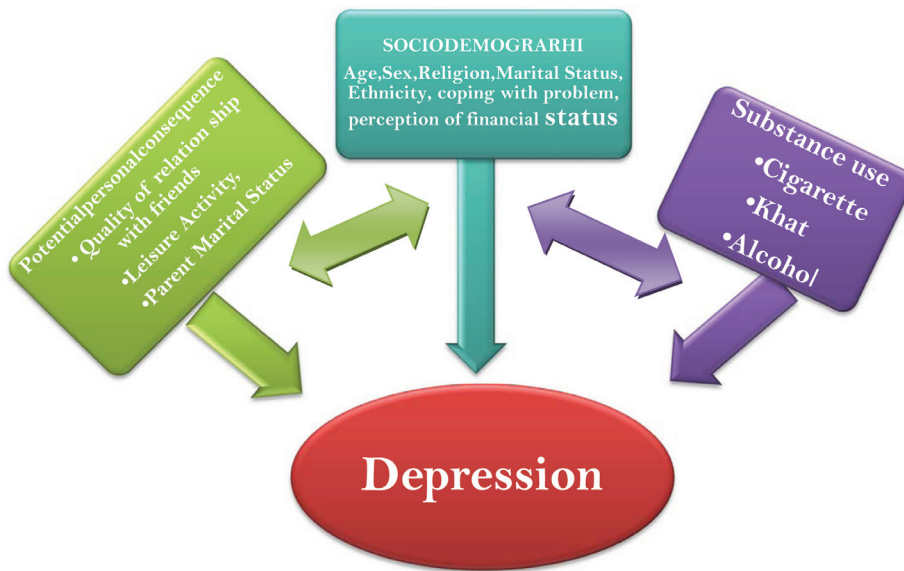 SOCIODEMOGRARHI
Age,Sex,Religion,Marital Status,
Ethnicity, coping with problem,
perception of financial status
Potentialpersonalconsequence
• Quality of relation ship
with friends
•Leisure Activity,
•Parent Marital Status
Substance use
•Cigarette
•Khat
•Alcohol
Depression